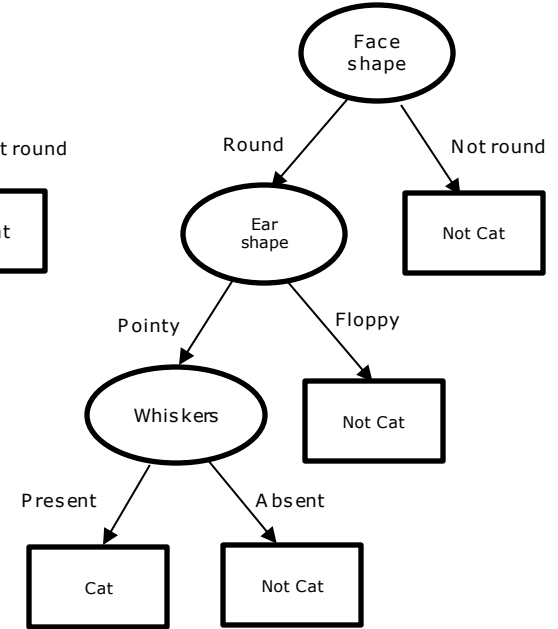 Face
shape
t round
Round
Not round
Ear
shape
Not Cat
Pointy
Floppy
Whiskers
Not Cat
Present
Absent
Cat
Not Cat